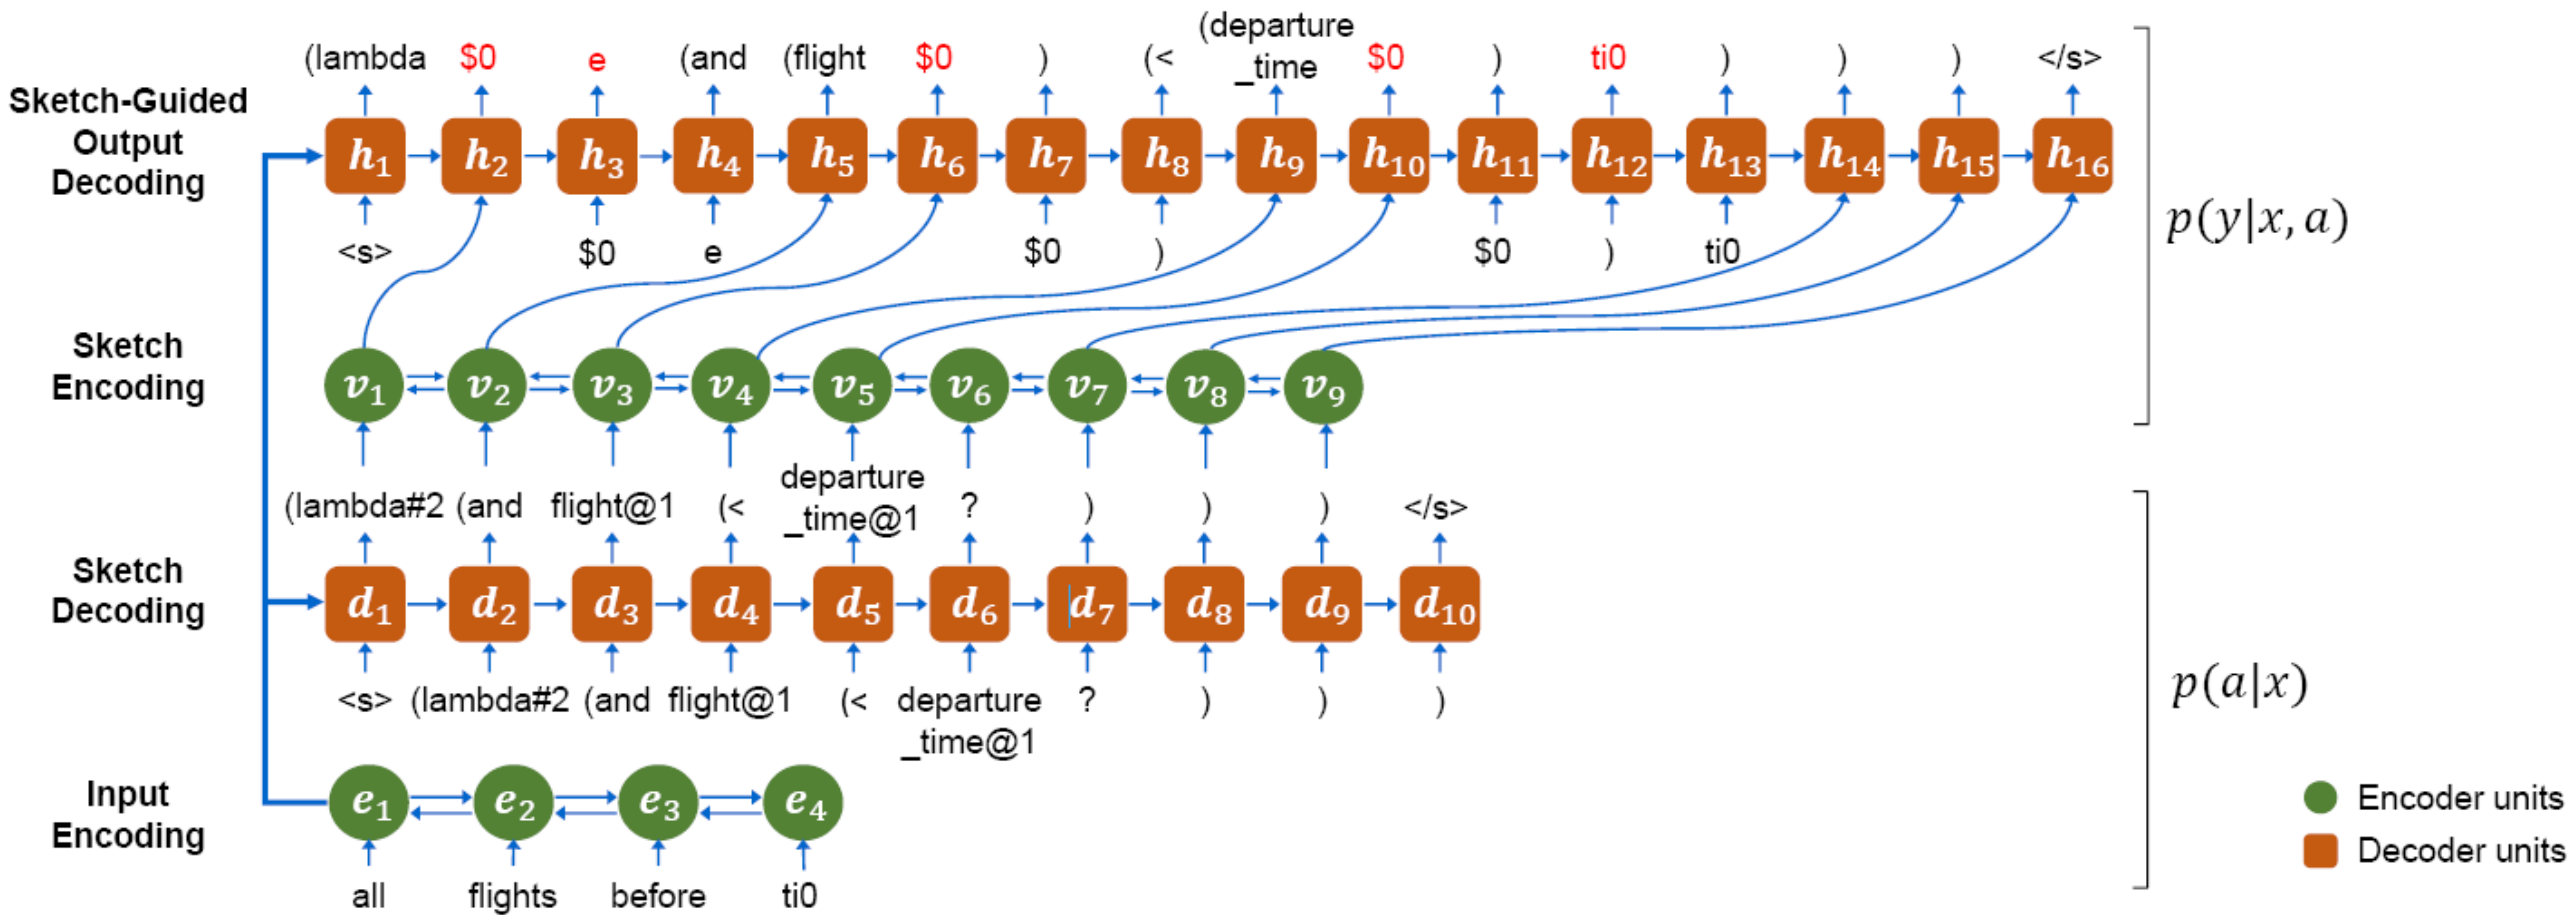 (lambda $0 e (and (flight $0 ) (< (departure _time $0 ) ti0 ) ) ) </s>
Sketch-Guided
Output
Decoding
h1 h2 h3 h4 h5 h6 h7 h8 h9 h10 h11 h12 h13 h14 h15 h16
<s> $0 e $0 ) $0 ) ti0
p(y|x, a)
Sketch
Encoding
v1 v2 v3 v4 v5 v6 v7 v8 v9
(lambda#2 (and flight@1 (< departure _time@1 ? ) ) ) </s>
Sketch
Decoding
d1 d2 d3 d4 d5 d6 d7 d8 d9 d10
<s> (lambda#2 (and flight@1 (< departure _time@1 ? ) ) )
p(a|x)
Input
Encoding
e1 e2 e3 e4
all flights before ti0
Encoder units
Decoder units